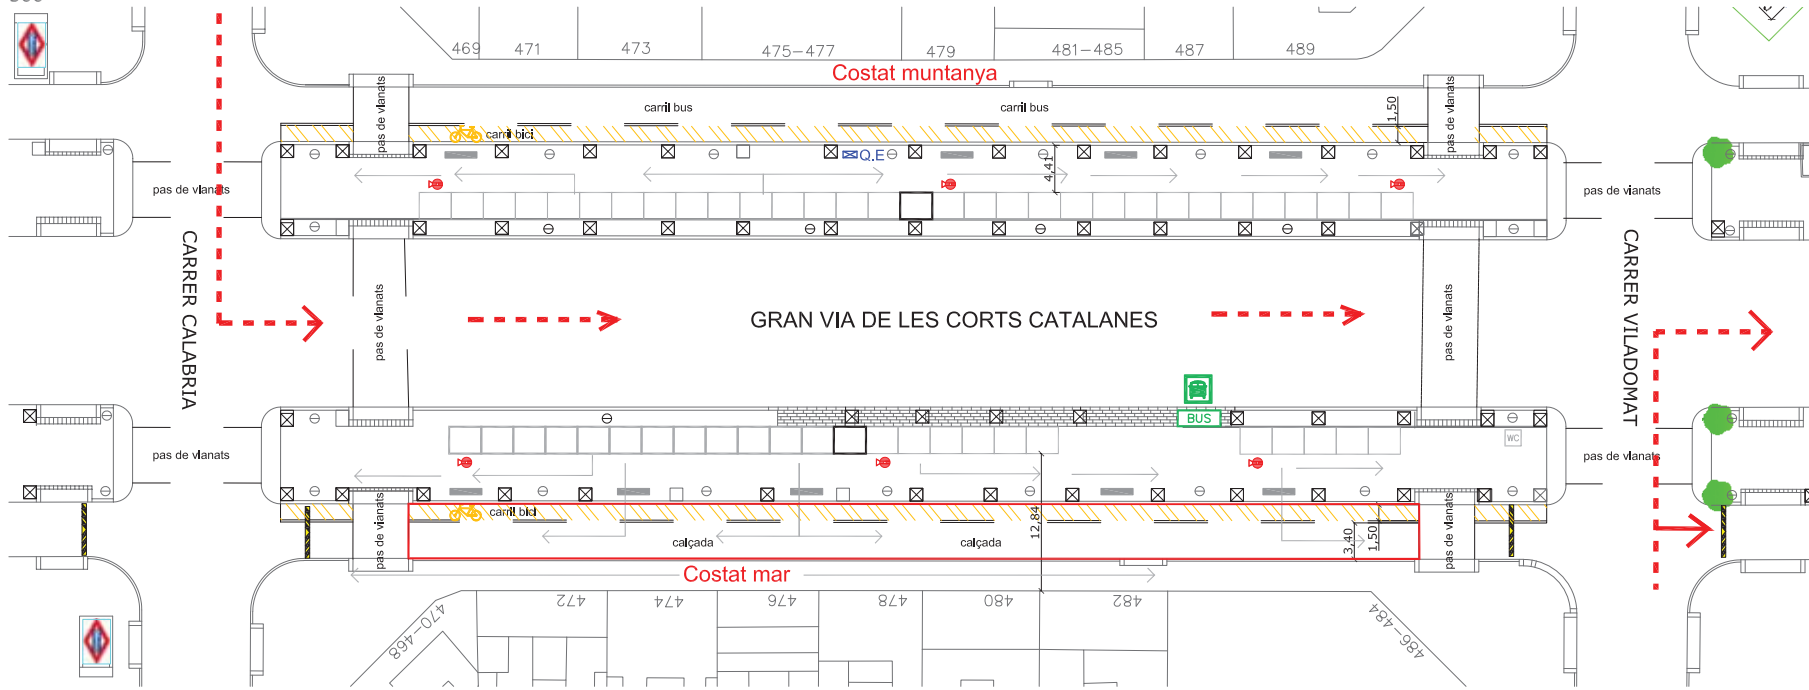 469
471
473
475-477
479
481-485
487
489
Costat muntanya
carril bus
carril bus
1,50
pas de vianats
pas de vianats
carril bici
Q.E
4,41
pas de vianats
pas de vianats
CARRER CALABRIA
pas de vianats
GRAN VIA DE LES CORTS CATALANES
pas de vianats
CARRER VILADOMAT
BUS
WC
pas de vianats
pas de vianats
pas de vianats
carril bici
calçada
calçada
12,84
3,40
1,50
pas de vianats
Costat mar
470-468
472
474
476
478
480
482
486-484